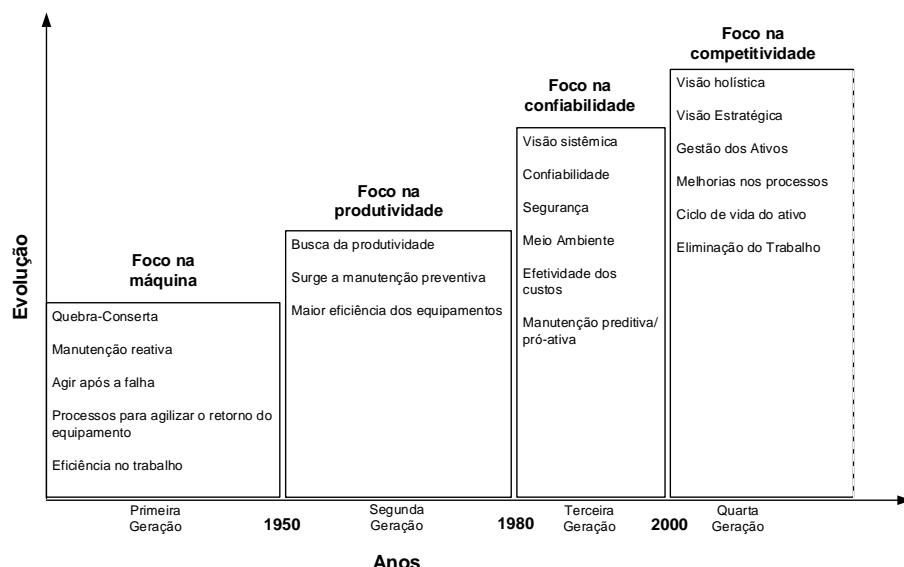 Foco na
competitividade
Visão holística
Visão Estratégica
Gestão dos Ativos
Melhorias nos processos
Ciclo de vida do ativo
Eliminação do Trabalho
Foco na
confiabilidade
Visão sistêmica
Confiabilidade
Segurança
Meio Ambiente
Efetividade dos
custos
Manutenção preditiva/
pró-ativa
Foco na
produtividade
Busca da produtividade
Surge a manutenção preventiva
Maior eficiência dos equipamentos
Foco na
máquina
Quebra-Conserta
Manutenção reativa
Agir após a falha
Processos para agilizar o retorno do
equipamento
Eficiência no trabalho
Evolução
Primeira
Geração
1950
Segunda
Geração
1980
Terceira
Geração
2000
Quarta
Geração
Anos